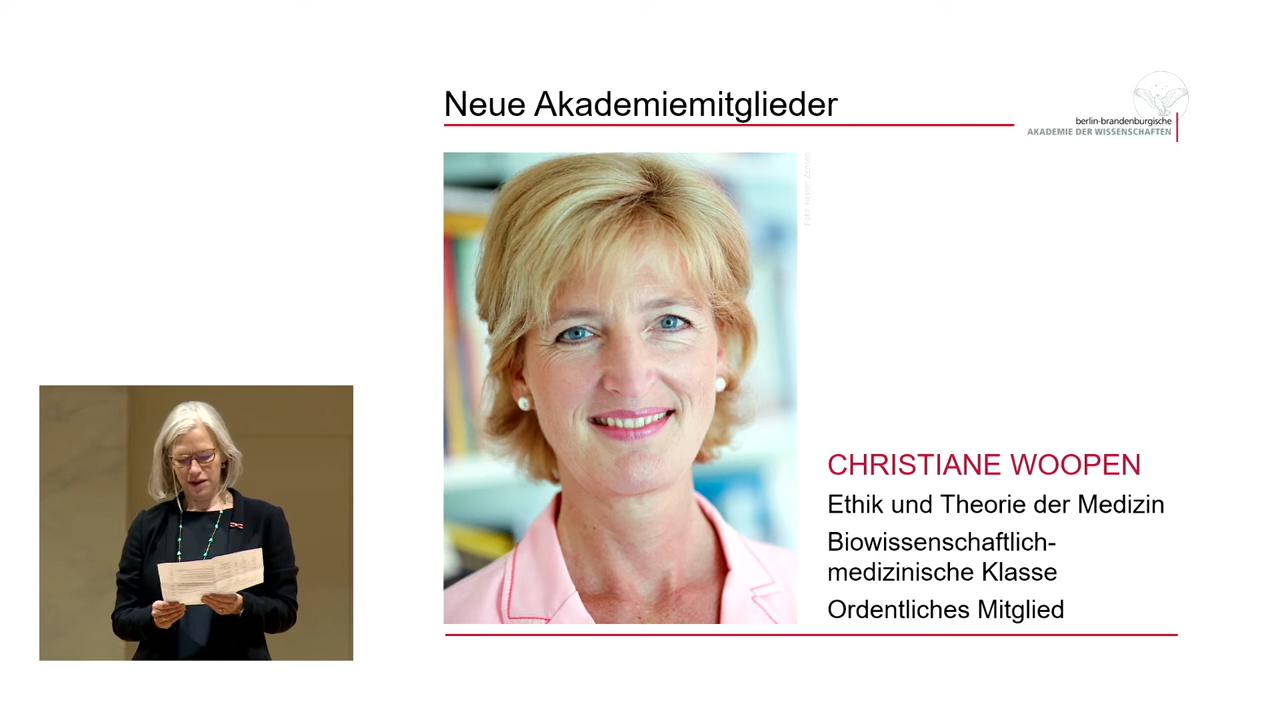 Neue Akademiemitglieder
berlin-brandenburgische
AKADEMIE DER WISSENSCHAFTEN
CHRISTIANE WOOPEN
Ethik und Theorie der Medizin
Biowissenschaftlich-
medizinische Klasse
Ordentliches Mitglied